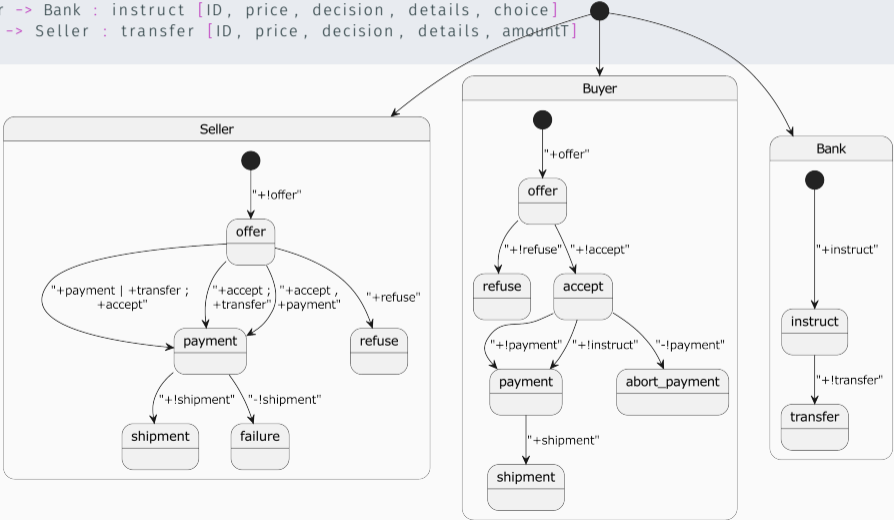 -> Bank : instruct [ID, price, decision, details, choice]
-> Seller : transfer [ID, price, decision, details, amountT]
Buyer
Seller
Bank
"+offer"
"+!offer"
offer
offer
"+!refuse"
"+!accept"
"+instruct"
"+payment | +transfer ;
+accept"
"+accept ;
+transfer"
"+accept ,
+payment"
"+refuse"
refuse
accept
instruct
payment
refuse
"+!payment"
"+!instruct"
"-!payment"
"+!transfer"
payment
abort_payment
"+!shipment"
"-!shipment"
transfer
shipment
failure
"+shipment"
shipment